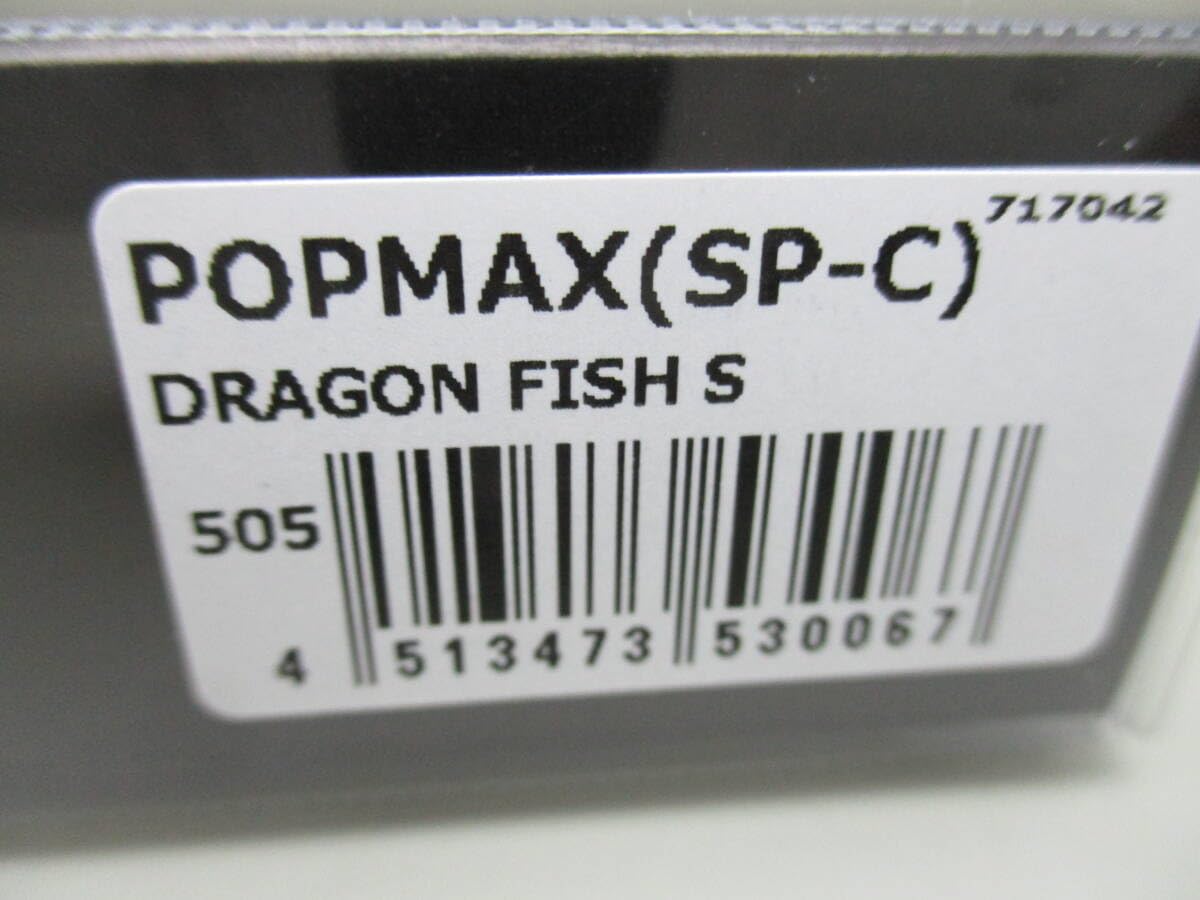 717042
POPMAX(SP-C)
DRAGON FISH S
505
4 513473 530067